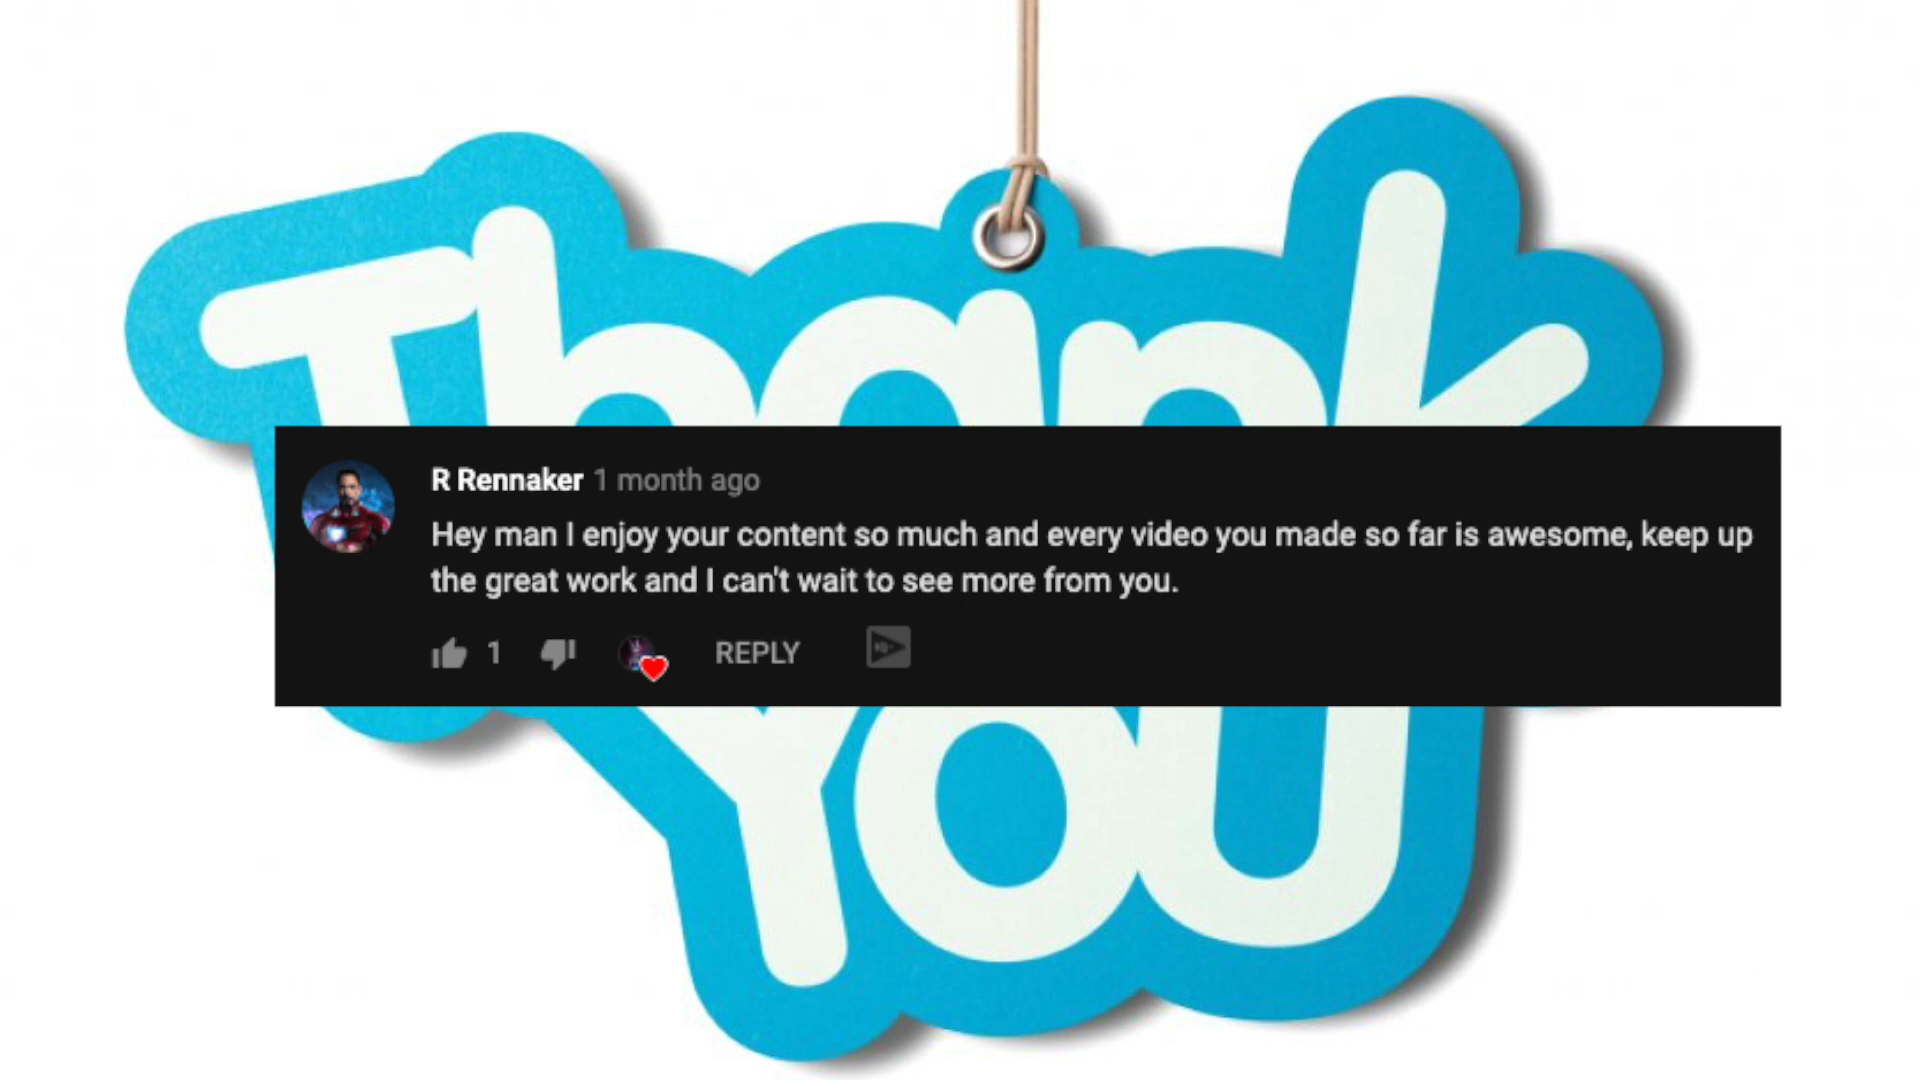 Thank
R Rennaker 1 month ago
Hey man I enjoy your content so much and every video you made so far is awesome, keep up
the great work and I can't wait to see more from you.
1 REPLY
You